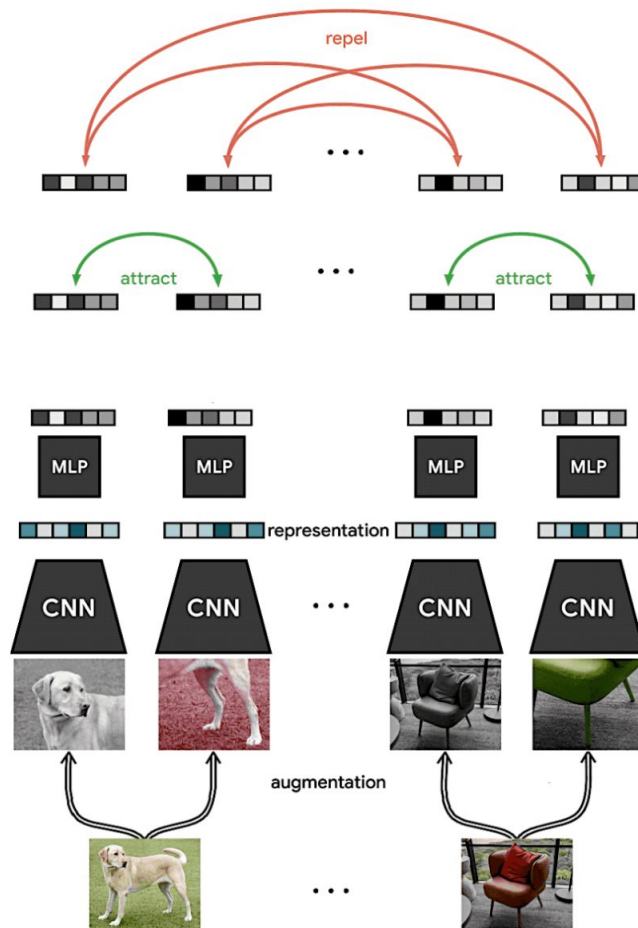 repel
attract
attract
MLP
MLP
MLP
MLP
representation
CNN
CNN
CNN
CNN
augmentation